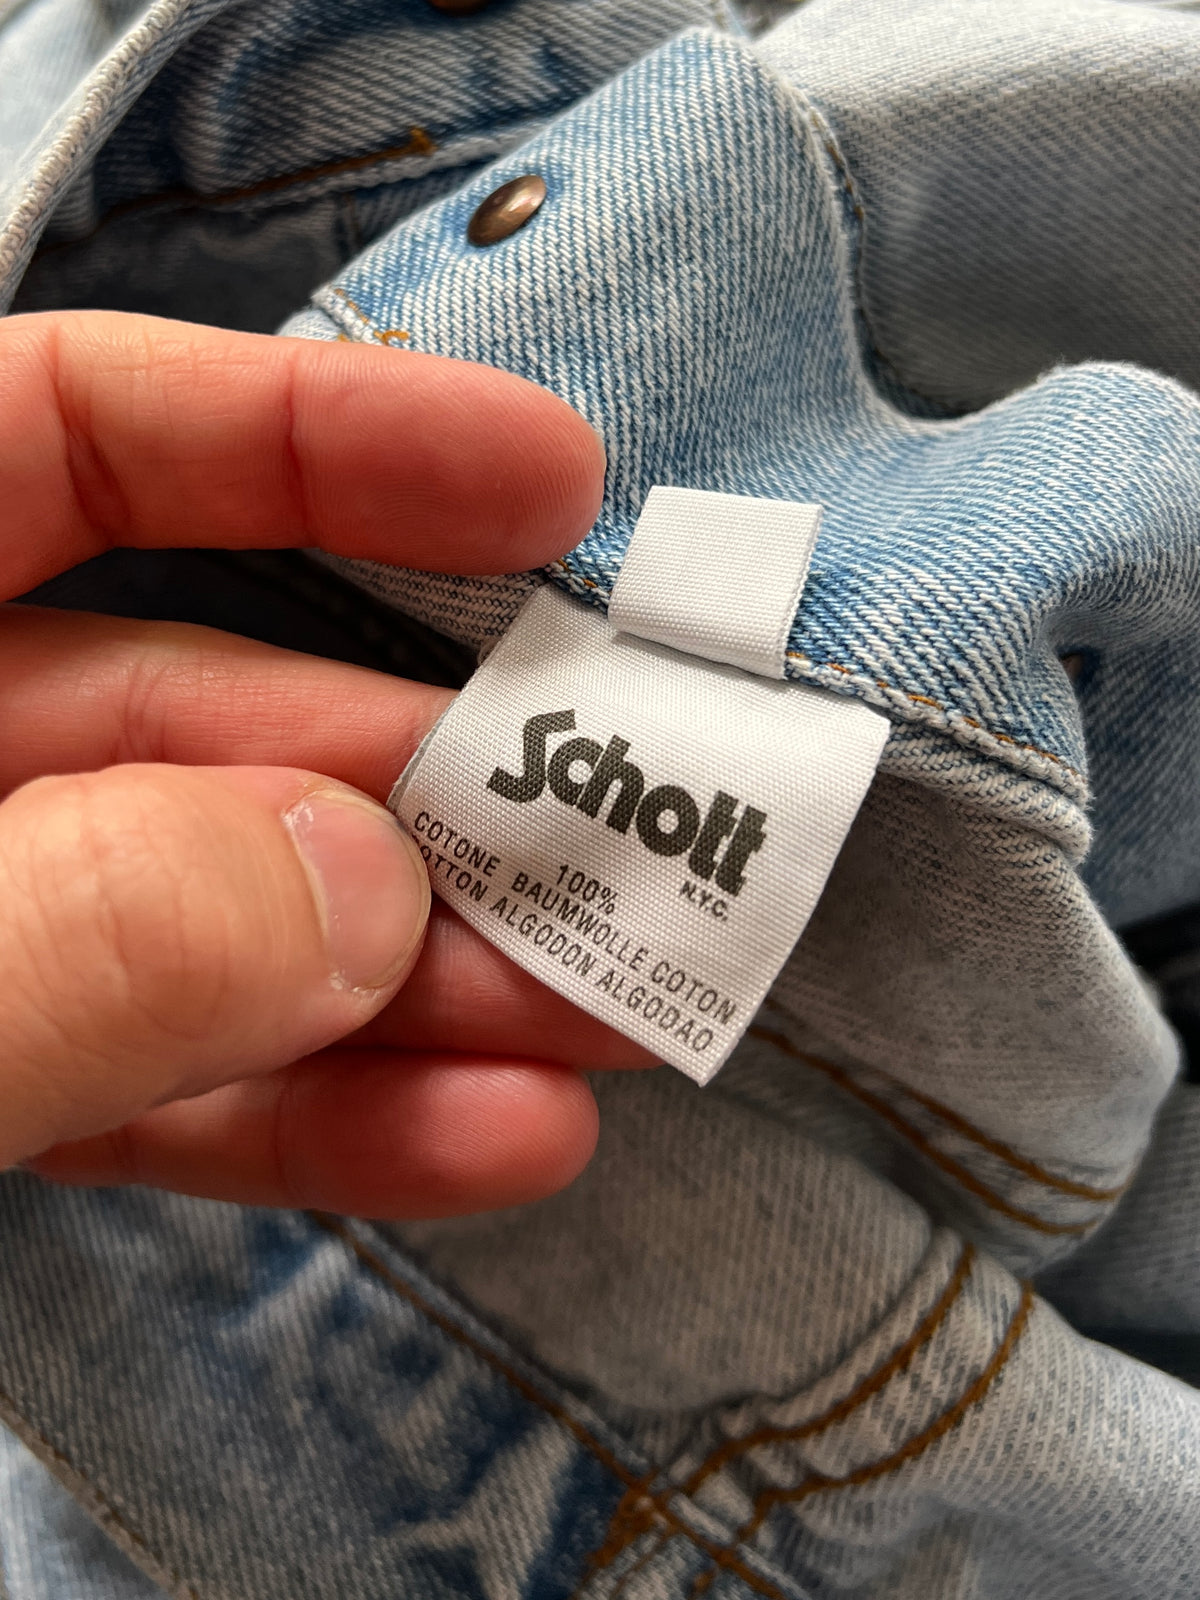 Schott
N.Y.C.
100%
COTONE BAUMWOLLE COTON
COTTON ALGODON ALGODAO